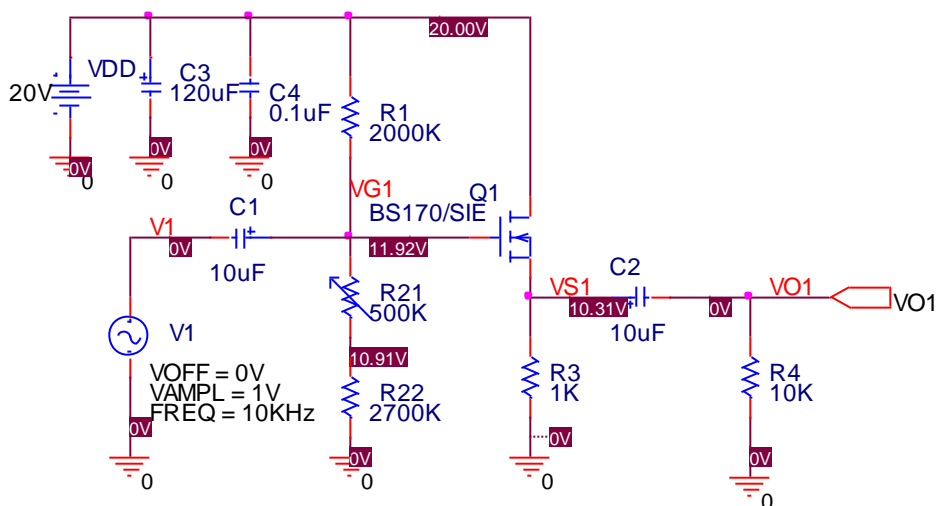 20.00V
VDD
+
C3
20V
120uF
C4
0.1uF
R1
2000K
0V
0V
0V
0
0
0
VG1
Q1
BS170/SIE
C1
V1
+
0V
11.92V
10uF
C2
R21
500K
VS1
VO1
10.31V
+
0V
VO1
10uF
V1
10.91V
VOFF = 0V
VAMPL = 1V
FREQ = 10KHz
R22
2700K
R3
1K
R4
10K
0V
0V
0V
0V
0
0
0
0